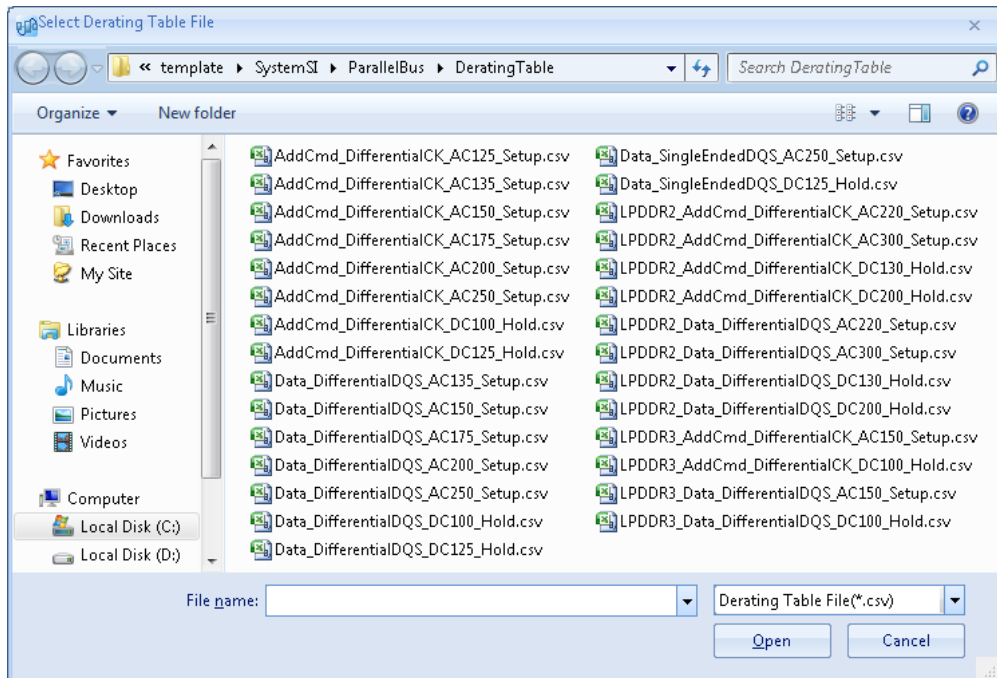 Select Derating Table File
« template ▸ SystemSI ▸ ParallelBus ▸ DeratingTable
Search DeratingTable
Organize
New folder
Favorites
Desktop
Downloads
Recent Places
My Site
Libraries
Documents
Music
Pictures
Videos
Computer
Local Disk (C:)
Local Disk (D:)
AddCmd_DifferentialCK_AC125_Setup.csv
AddCmd_DifferentialCK_AC135_Setup.csv
AddCmd_DifferentialCK_AC150_Setup.csv
AddCmd_DifferentialCK_AC175_Setup.csv
AddCmd_DifferentialCK_AC200_Setup.csv
AddCmd_DifferentialCK_AC250_Setup.csv
AddCmd_DifferentialCK_DC100_Hold.csv
AddCmd_DifferentialCK_DC125_Hold.csv
Data_DifferentialDQS_AC135_Setup.csv
Data_DifferentialDQS_AC150_Setup.csv
Data_DifferentialDQS_AC175_Setup.csv
Data_DifferentialDQS_AC200_Setup.csv
Data_DifferentialDQS_AC250_Setup.csv
Data_DifferentialDQS_DC100_Hold.csv
Data_DifferentialDQS_DC125_Hold.csv
Data_SingleEndedDQS_AC250_Setup.csv
Data_SingleEndedDQS_DC125_Hold.csv
LPDDR2_AddCmd_DifferentialCK_AC220_Setup.csv
LPDDR2_AddCmd_DifferentialCK_AC300_Setup.csv
LPDDR2_AddCmd_DifferentialCK_DC130_Hold.csv
LPDDR2_AddCmd_DifferentialCK_DC200_Hold.csv
LPDDR2_Data_DifferentialDQS_AC220_Setup.csv
LPDDR2_Data_DifferentialDQS_AC300_Setup.csv
LPDDR2_Data_DifferentialDQS_DC130_Hold.csv
LPDDR2_Data_DifferentialDQS_DC200_Hold.csv
LPDDR3_AddCmd_DifferentialCK_AC150_Setup.csv
LPDDR3_AddCmd_DifferentialCK_DC100_Hold.csv
LPDDR3_Data_DifferentialDQS_AC150_Setup.csv
LPDDR3_Data_DifferentialDQS_DC100_Hold.csv
File name:
Derating Table File(*.csv)
Open
Cancel